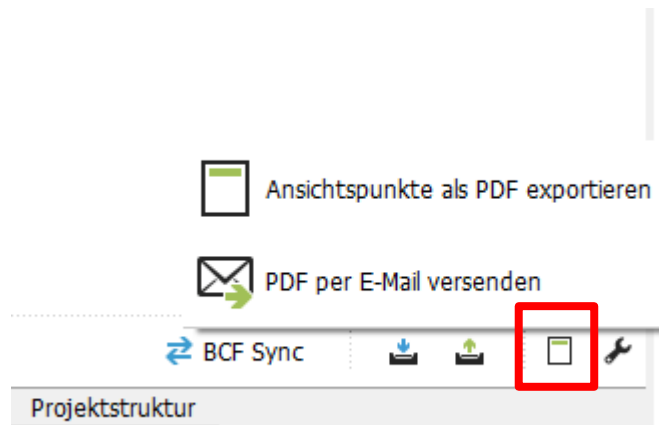 Ansichtspunkte als PDF exportieren
PDF per E-Mail versenden
BCF Sync
Projektstruktur